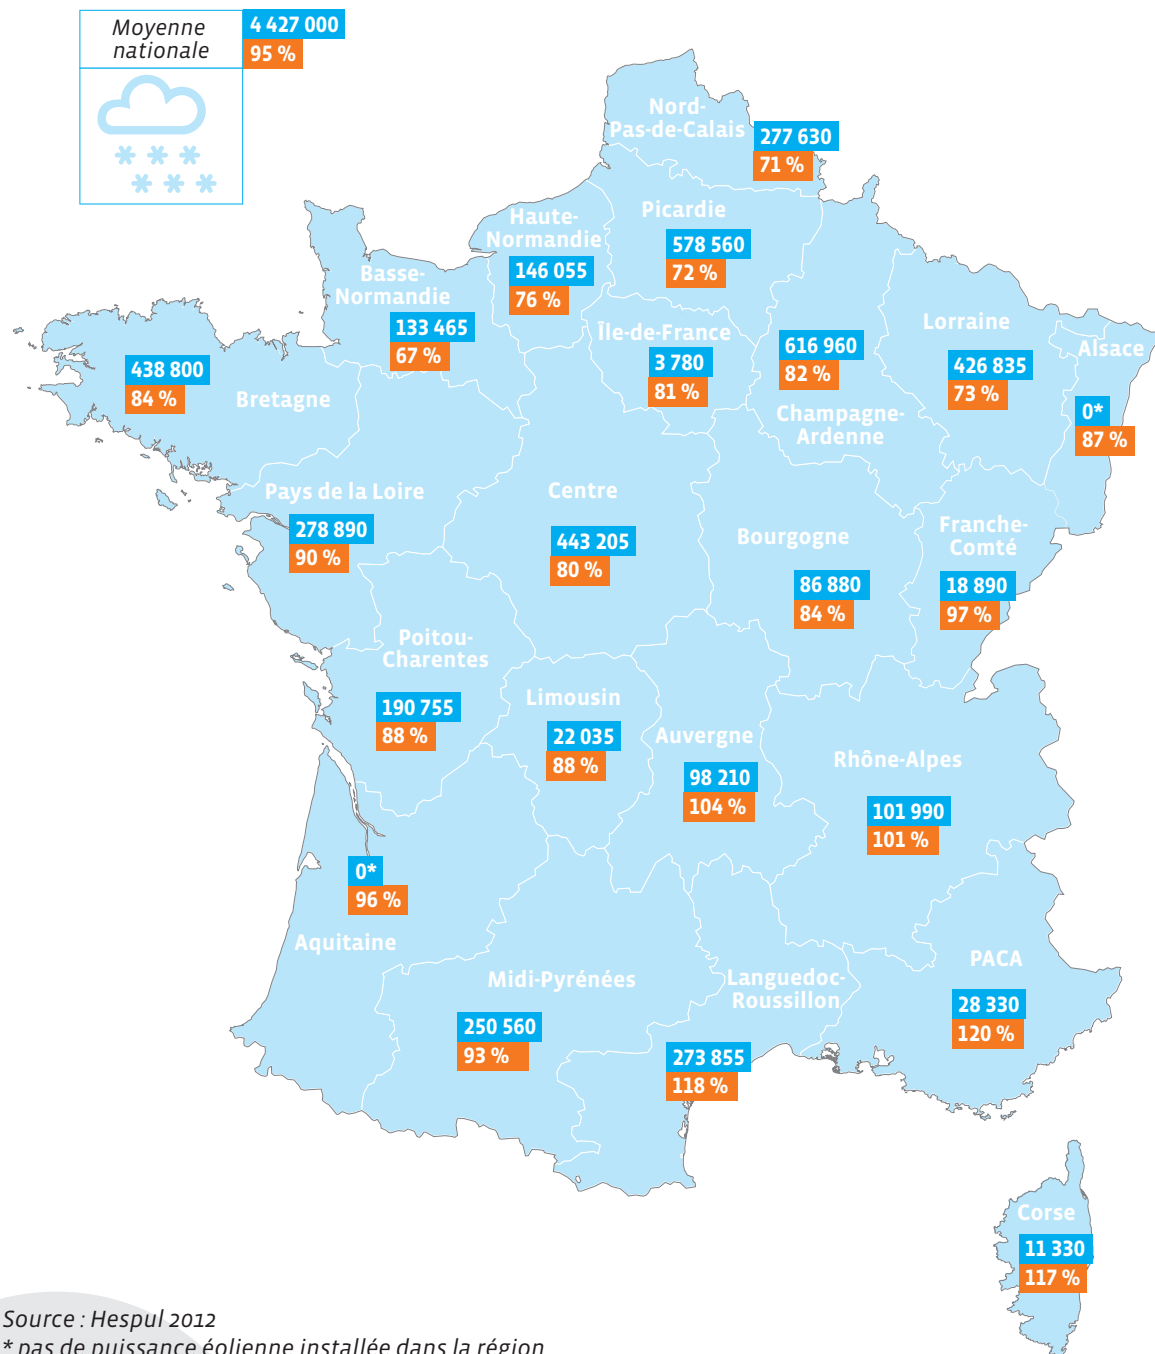 Moyenne
nationale
4 427 000
95 %
Nord-
Pas-de-Calais
277 630
71 %
Picardie
578 560
72 %
Haute-
Normandie
146 055
76 %
Basse-
Normandie
133 465
67 %
Île-de-France
3 780
81 %
616 960
82 %
Champagne-
Ardenne
Lorraine
426 835
73 %
Alsace
0*
87 %
438 800
84 %
Bretagne
Pays de la Loire
278 890
90 %
Centre
443 205
80 %
Bourgogne
86 880
84 %
Franche-
Comté
18 890
97 %
Poitou-
Charentes
190 755
88 %
Limousin
22 035
88 %
Auvergne
98 210
104 %
Rhône-Alpes
101 990
101 %
0*
96 %
Aquitaine
Midi-Pyrénées
250 560
93 %
Languedoc-
Roussillon
273 855
118 %
PACA
28 330
120 %
Corse
11 330
117 %
Source : Hespul 2012
* pas de puissance éolienne installée dans la région